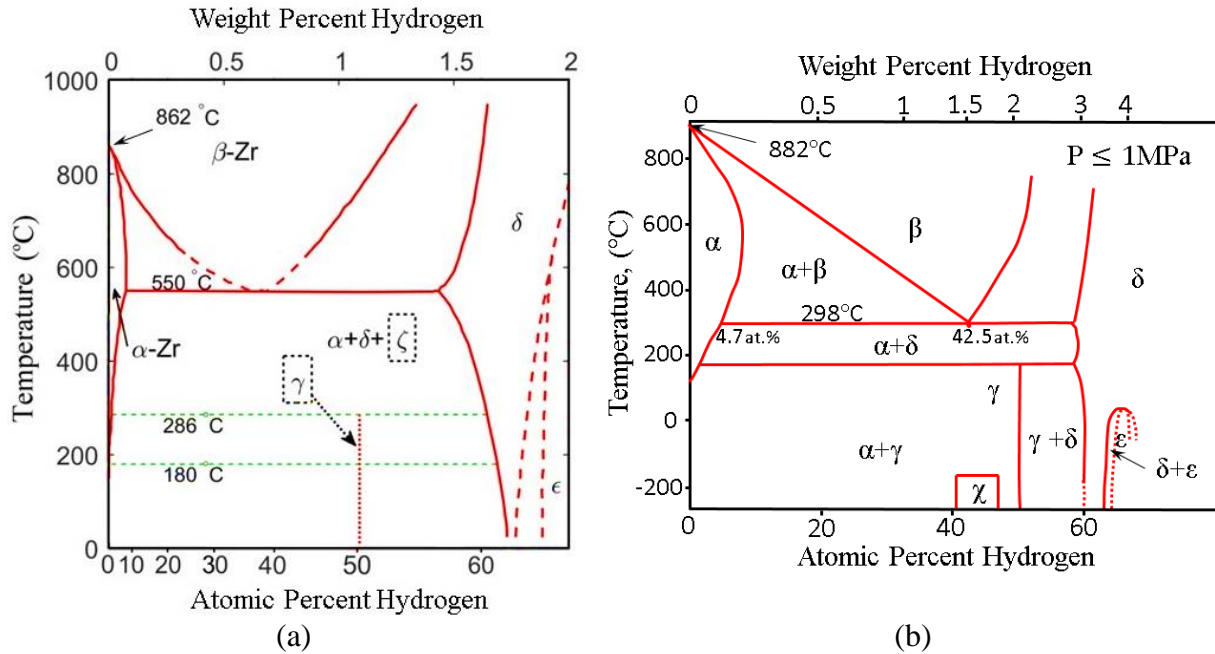 (a)
Weight Percent Hydrogen
0 0.5 1 1.5 2
1000
862 °C
β-Zr
800
δ
600
550 °C
α-Zr
α+δ+ ζ
400
γ
286 °C
200
180 °C
ϵ
0
0 10 20 30 40 50 60
Temperature (°C)
Atomic Percent Hydrogen
(a)
Weight Percent Hydrogen
0 0.5 1 1.5 2 3 4
882°C
P ≤ 1MPa
800
600
α
β
α+β
δ
400
298°C
4.7at.%
42.5at.%
200
α+δ
γ
0
α+γ
γ +δ
ε
δ+ε
-200
χ
0 20 40 60
Temperature, (°C)
Atomic Percent Hydrogen
(b)